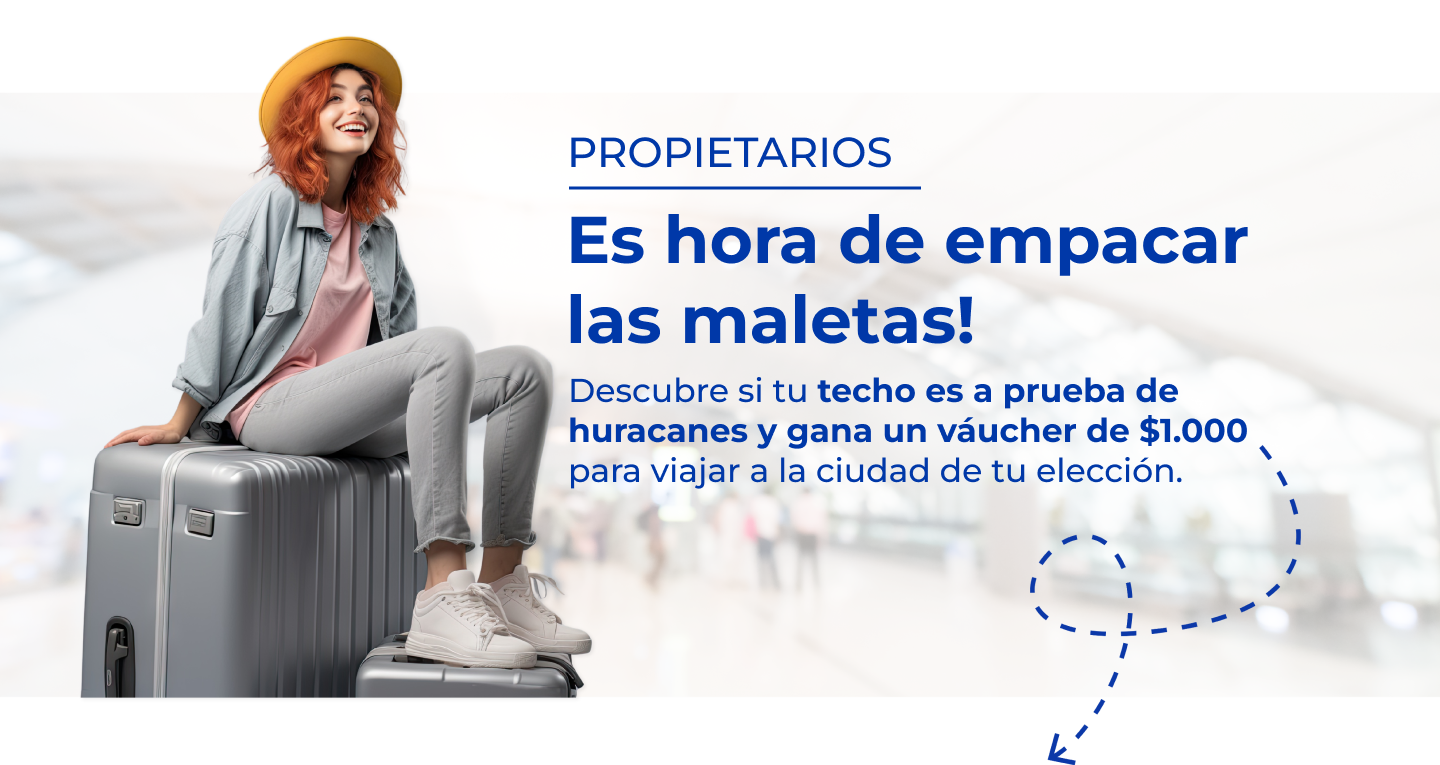 PROPIETARIOS
Es hora de empacar
las maletas!
Descubre si tu techo es a prueba de
huracanes y gana un váucher de $1.000
para viajar a la ciudad de tu elección.